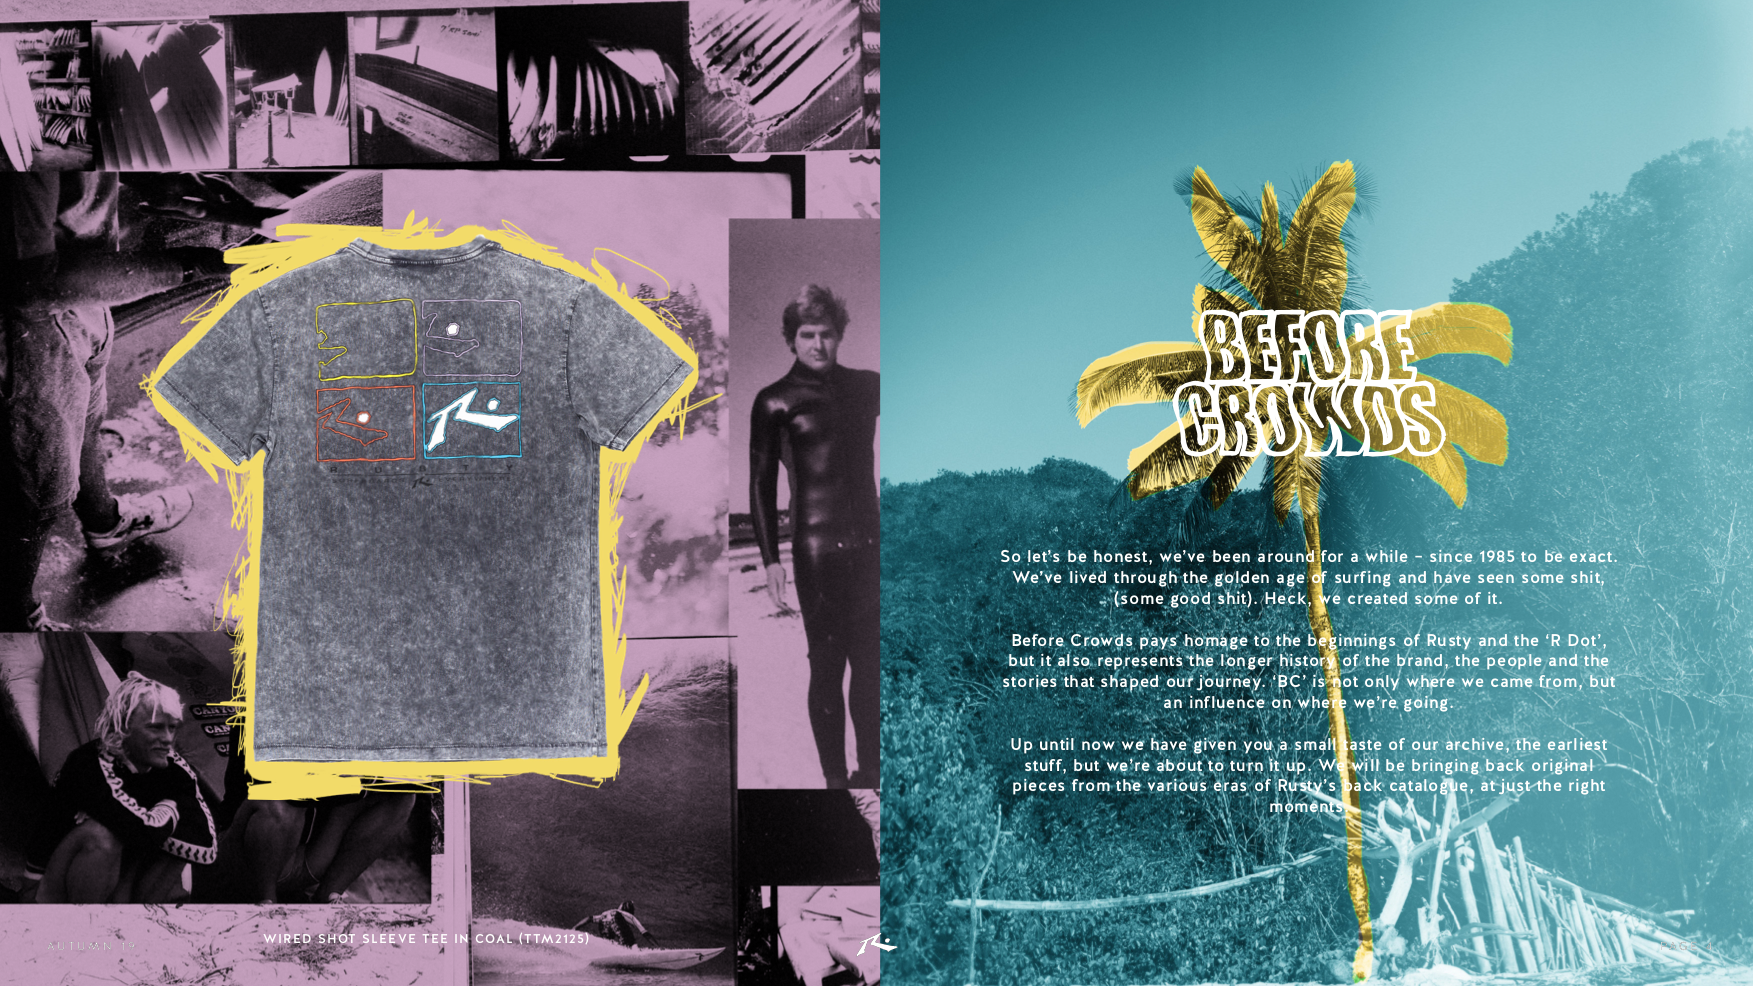 RUSTY
AUTUMN 19
WIRED SHOT SLEEVE TEE IN COAL (TTM2125)
BEFORE
CROWDS
So let's be honest, we've been around for a while – since 1985 to be exact.
We've lived through the golden age of surfing and have seen some shit,
(some good shit). Heck, we created some of it.
Before Crowds pays homage to the beginnings of Rusty and the ‘R Dot’,
but it also represents the longer history of the brand, the people and the
stories that shaped our journey. ‘BC’ is not only where we came from, but
an influence on where we're going.
Up until now we have given you a small taste of our archive, the earliest
stuff, but we're about to turn it up. We will be bringing back original
pieces from the various eras of Rusty's back catalogue, at just the right
moments.